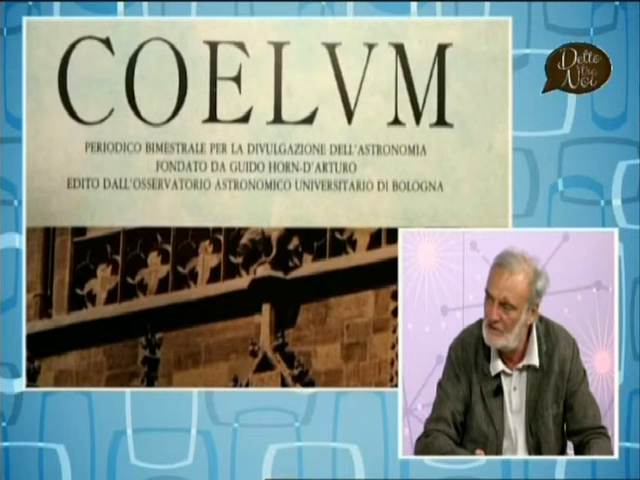 COELVM
PERIODICO BIMESTRALE PER LA DIVULGAZIONE DELL'ASTRONOMIA
FONDATO DA GUIDO HORN-D'ARTURO
EDITO DALL'OSSERVATORIO ASTRONOMICO UNIVERSITARIO DI BOLOGNA
Detto
tra
Noi